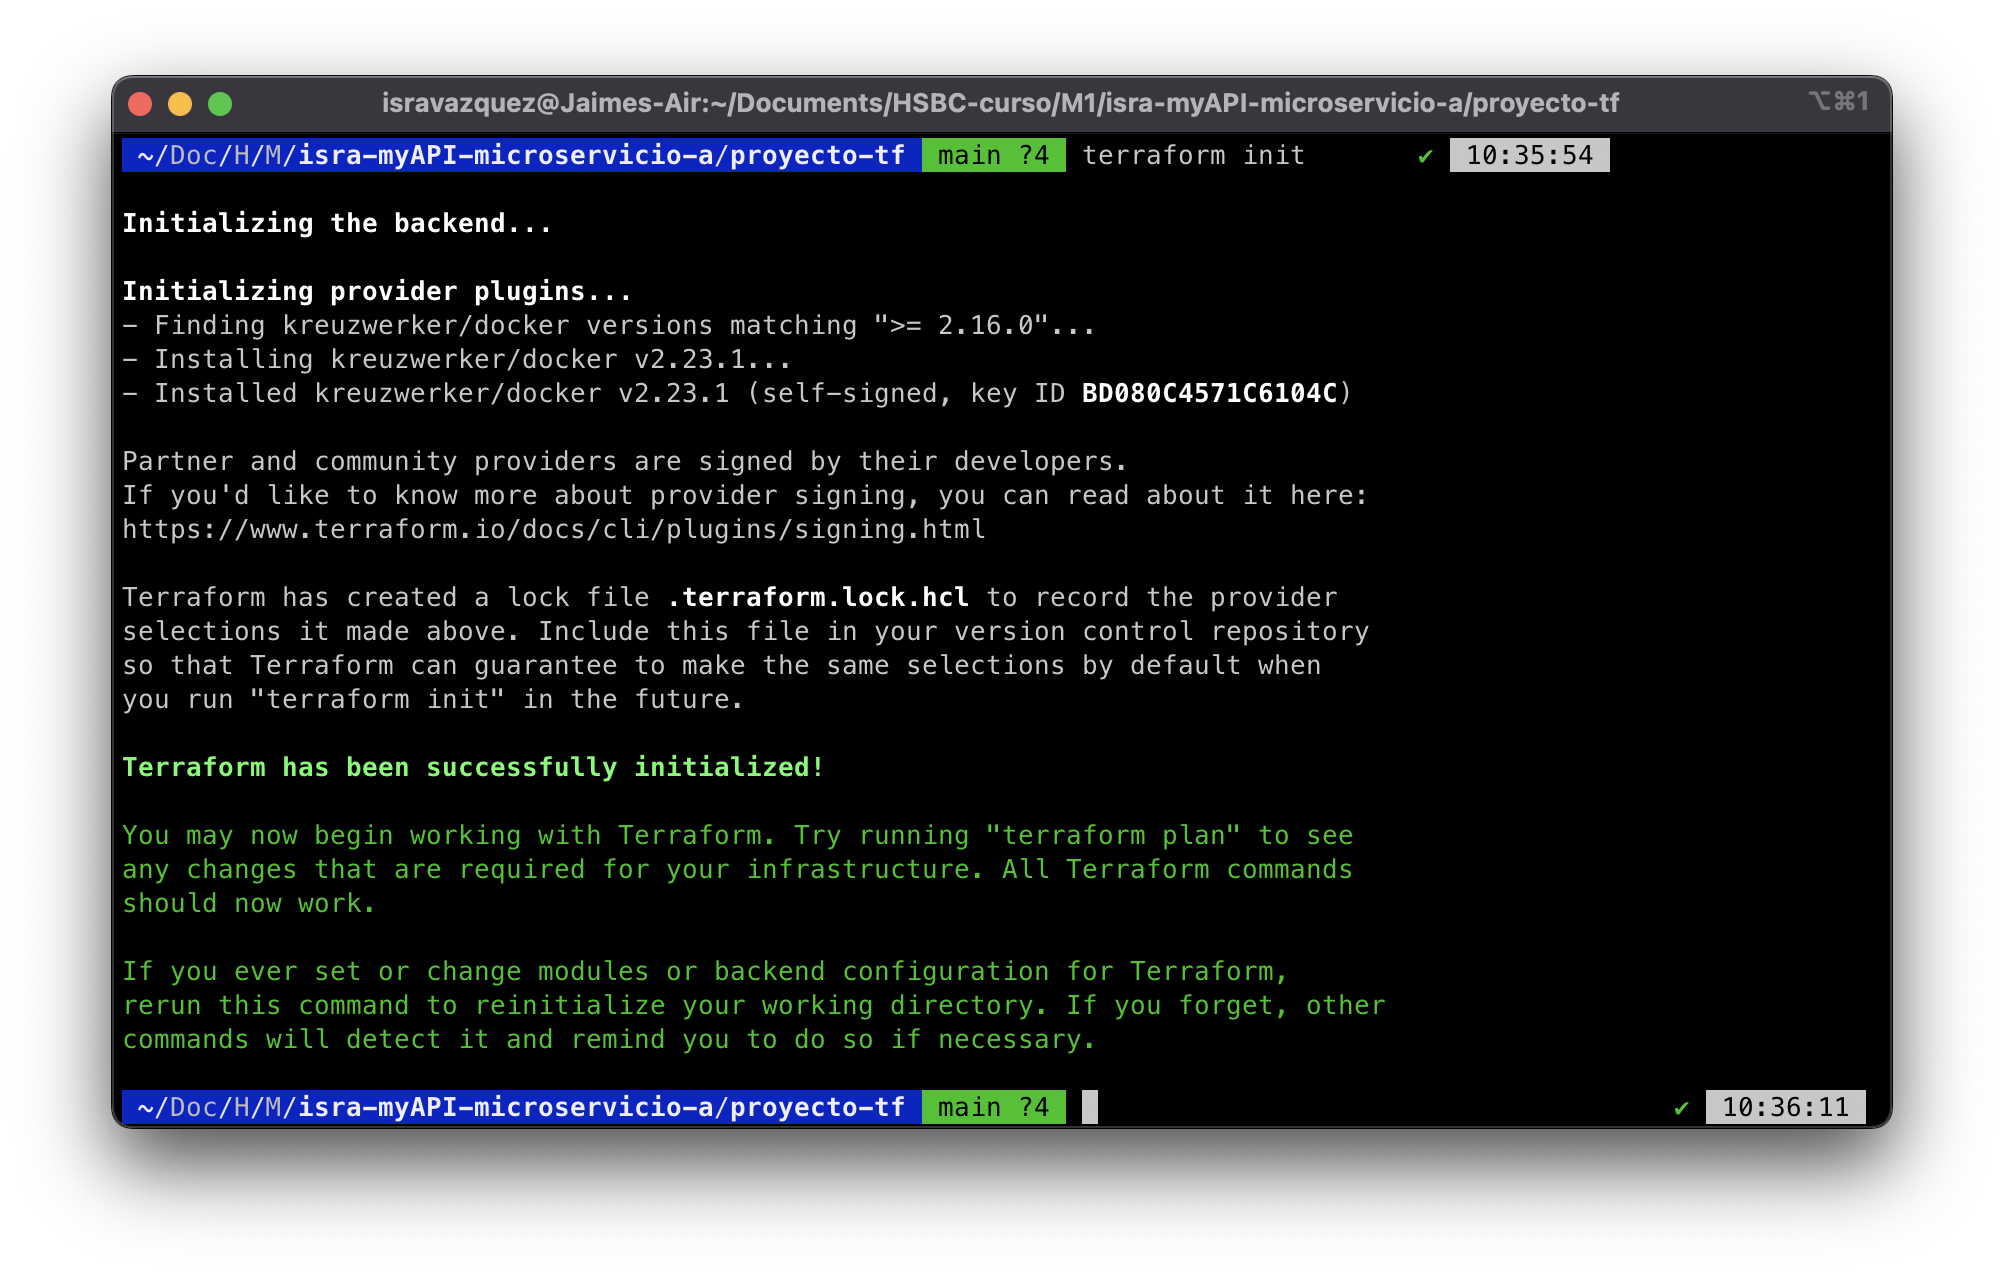 isravazquez@Jaimes-Air:~/Documents/HSBC-curso/M1/isra-myAPI-microservicio-a/proyecto-tf ⌥⌘1
~/Doc/H/M/isra-myAPI-microservicio-a/proyecto-tf main ?4 terraform init ✔ 10:35:54
Initializing the backend...
Initializing provider plugins...
- Finding kreuzwerker/docker versions matching ">= 2.16.0"...
- Installing kreuzwerker/docker v2.23.1...
- Installed kreuzwerker/docker v2.23.1 (self-signed, key ID BD080C4571C6104C)
Partner and community providers are signed by their developers.
If you'd like to know more about provider signing, you can read about it here:
https://www.terraform.io/docs/cli/plugins/signing.html
Terraform has created a lock file .terraform.lock.hcl to record the provider
selections it made above. Include this file in your version control repository
so that Terraform can guarantee to make the same selections by default when
you run "terraform init" in the future.
Terraform has been successfully initialized!
You may now begin working with Terraform. Try running "terraform plan" to see
any changes that are required for your infrastructure. All Terraform commands
should now work.
If you ever set or change modules or backend configuration for Terraform,
rerun this command to reinitialize your working directory. If you forget, other
commands will detect it and remind you to do so if necessary.
~/Doc/H/M/isra-myAPI-microservicio-a/proyecto-tf main ?4 ✔ 10:36:11